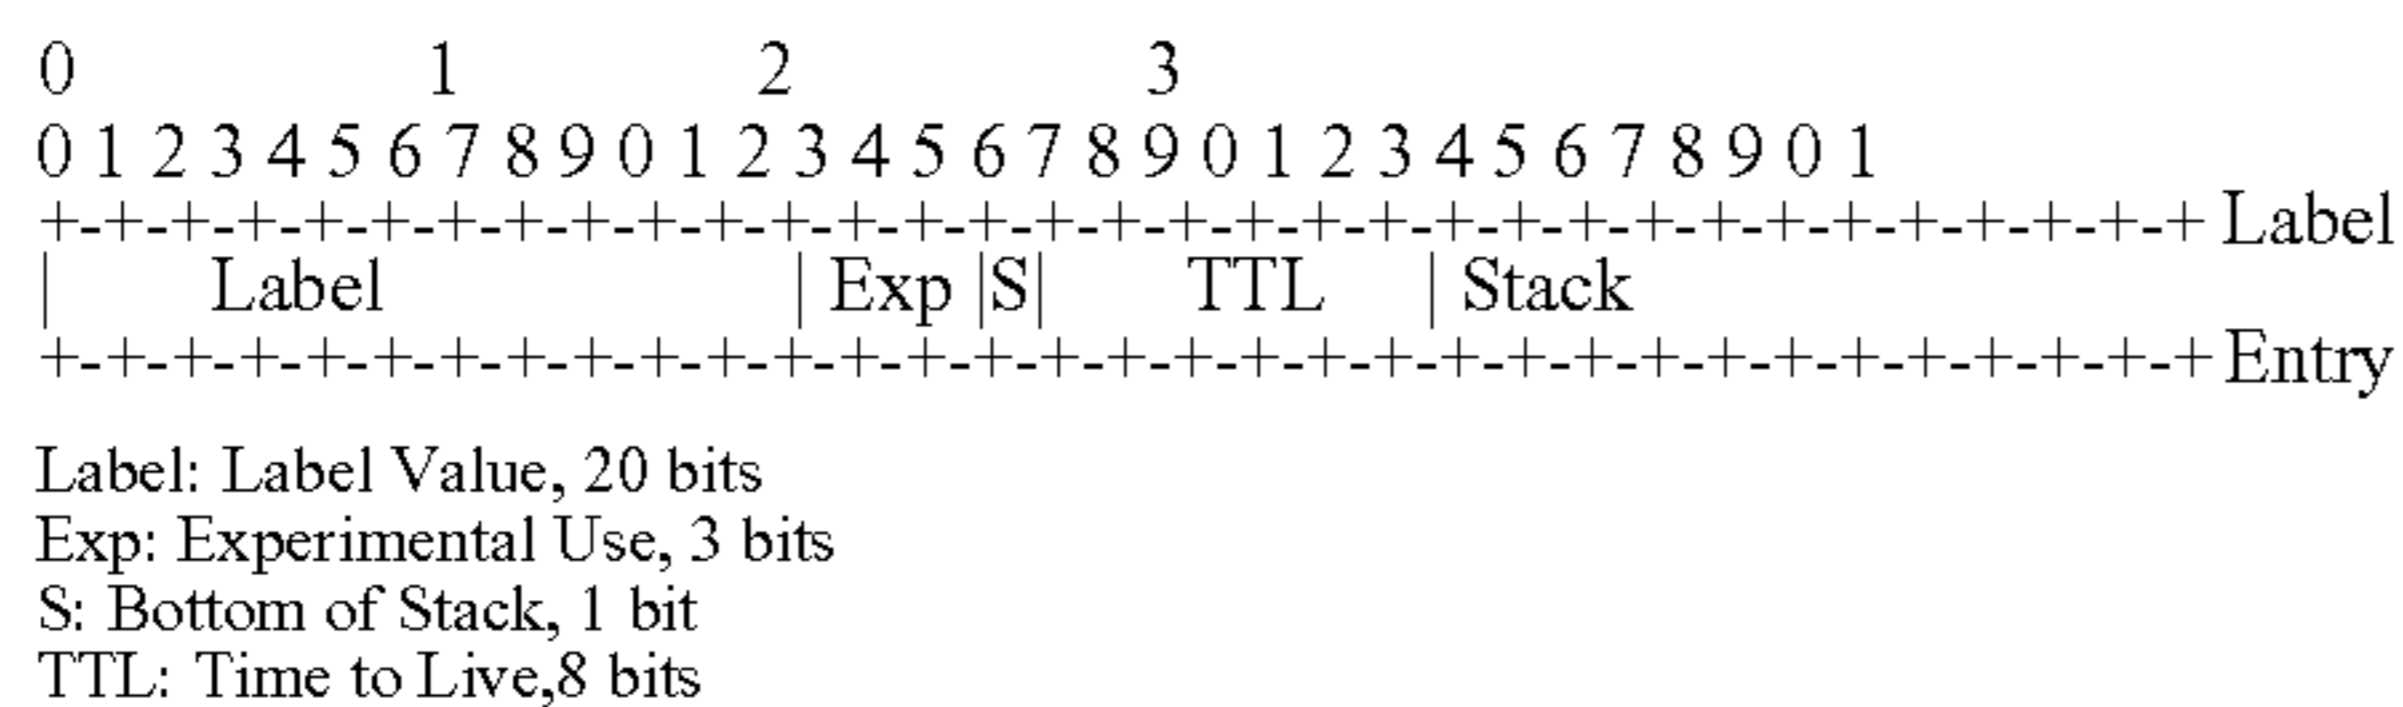 0 1 2 3
0 1 2 3 4 5 6 7 8 9 0 1 2 3 4 5 6 7 8 9 0 1 2 3 4 5 6 7 8 9 0 1
+-+-+-+-+-+-+-+-+-+-+-+-+-+-+-+-+-+-+-+-+-+-+-+-+-+-+-+-+-+-+-+-+ Label
| Label | Exp |S| TTL | Stack
+-+-+-+-+-+-+-+-+-+-+-+-+-+-+-+-+-+-+-+-+-+-+-+-+-+-+-+-+-+-+-+-+ Entry
Label: Label Value, 20 bits
Exp: Experimental Use, 3 bits
S: Bottom of Stack, 1 bit
TTL: Time to Live,8 bits